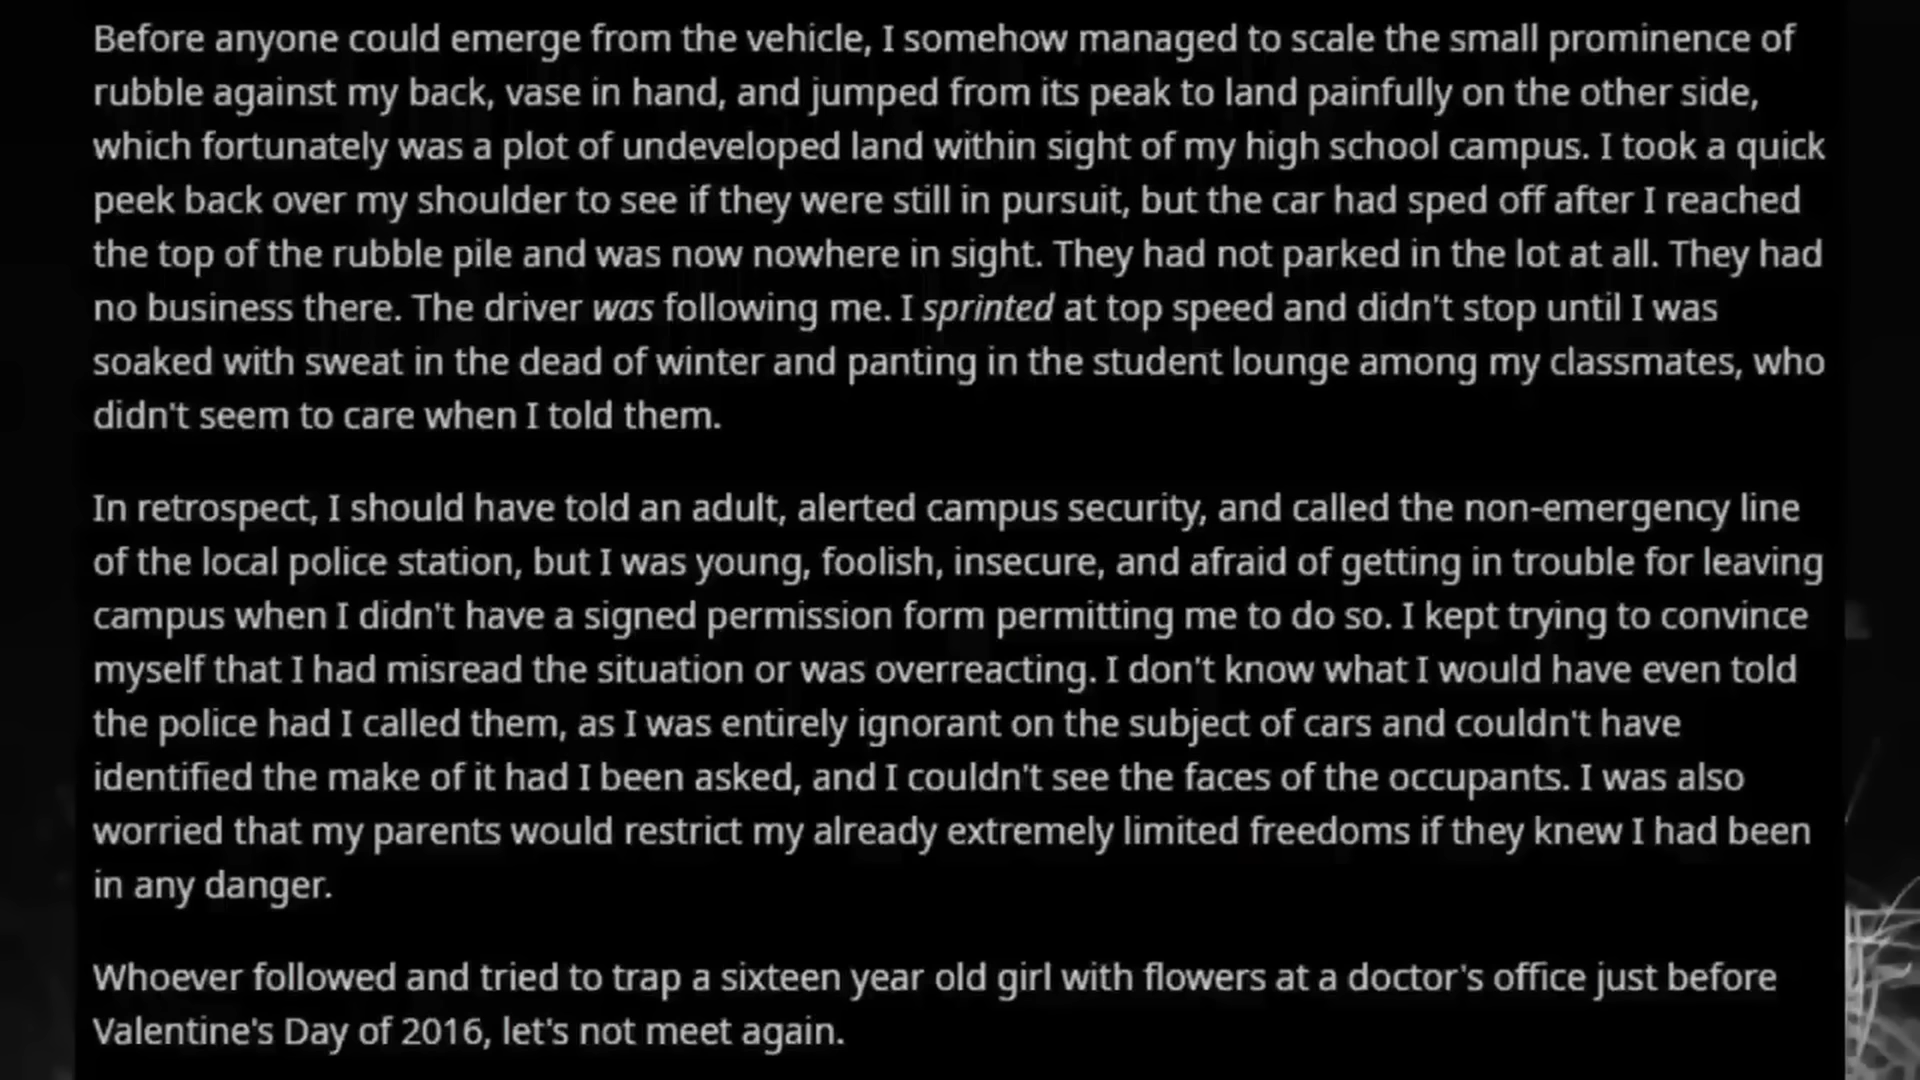 Before anyone could emerge from the vehicle, I somehow managed to scale the small prominence of
rubble against my back, vase in hand, and jumped from its peak to land painfully on the other side,
which fortunately was a plot of undeveloped land within sight of my high school campus. I took a quick
peek back over my shoulder to see if they were still in pursuit, but the car had sped off after I reached
the top of the rubble pile and was now nowhere in sight. They had not parked in the lot at all. They had
no business there. The driver was following me. I sprinted at top speed and didn't stop until I was
soaked with sweat in the dead of winter and panting in the student lounge among my classmates, who
didn't seem to care when I told them.
In retrospect, I should have told an adult, alerted campus security, and called the non-emergency line
of the local police station, but I was young, foolish, insecure, and afraid of getting in trouble for leaving
campus when I didn't have a signed permission form permitting me to do so. I kept trying to convince
myself that I had misread the situation or was overreacting. I don't know what I would have even told
the police had I called them, as I was entirely ignorant on the subject of cars and couldn't have
identified the make of it had I been asked, and I couldn't see the faces of the occupants. I was also
worried that my parents would restrict my already extremely limited freedoms if they knew I had been
in any danger.
Whoever followed and tried to trap a sixteen year old girl with flowers at a doctor's office just before
Valentine's Day of 2016, let's not meet again.